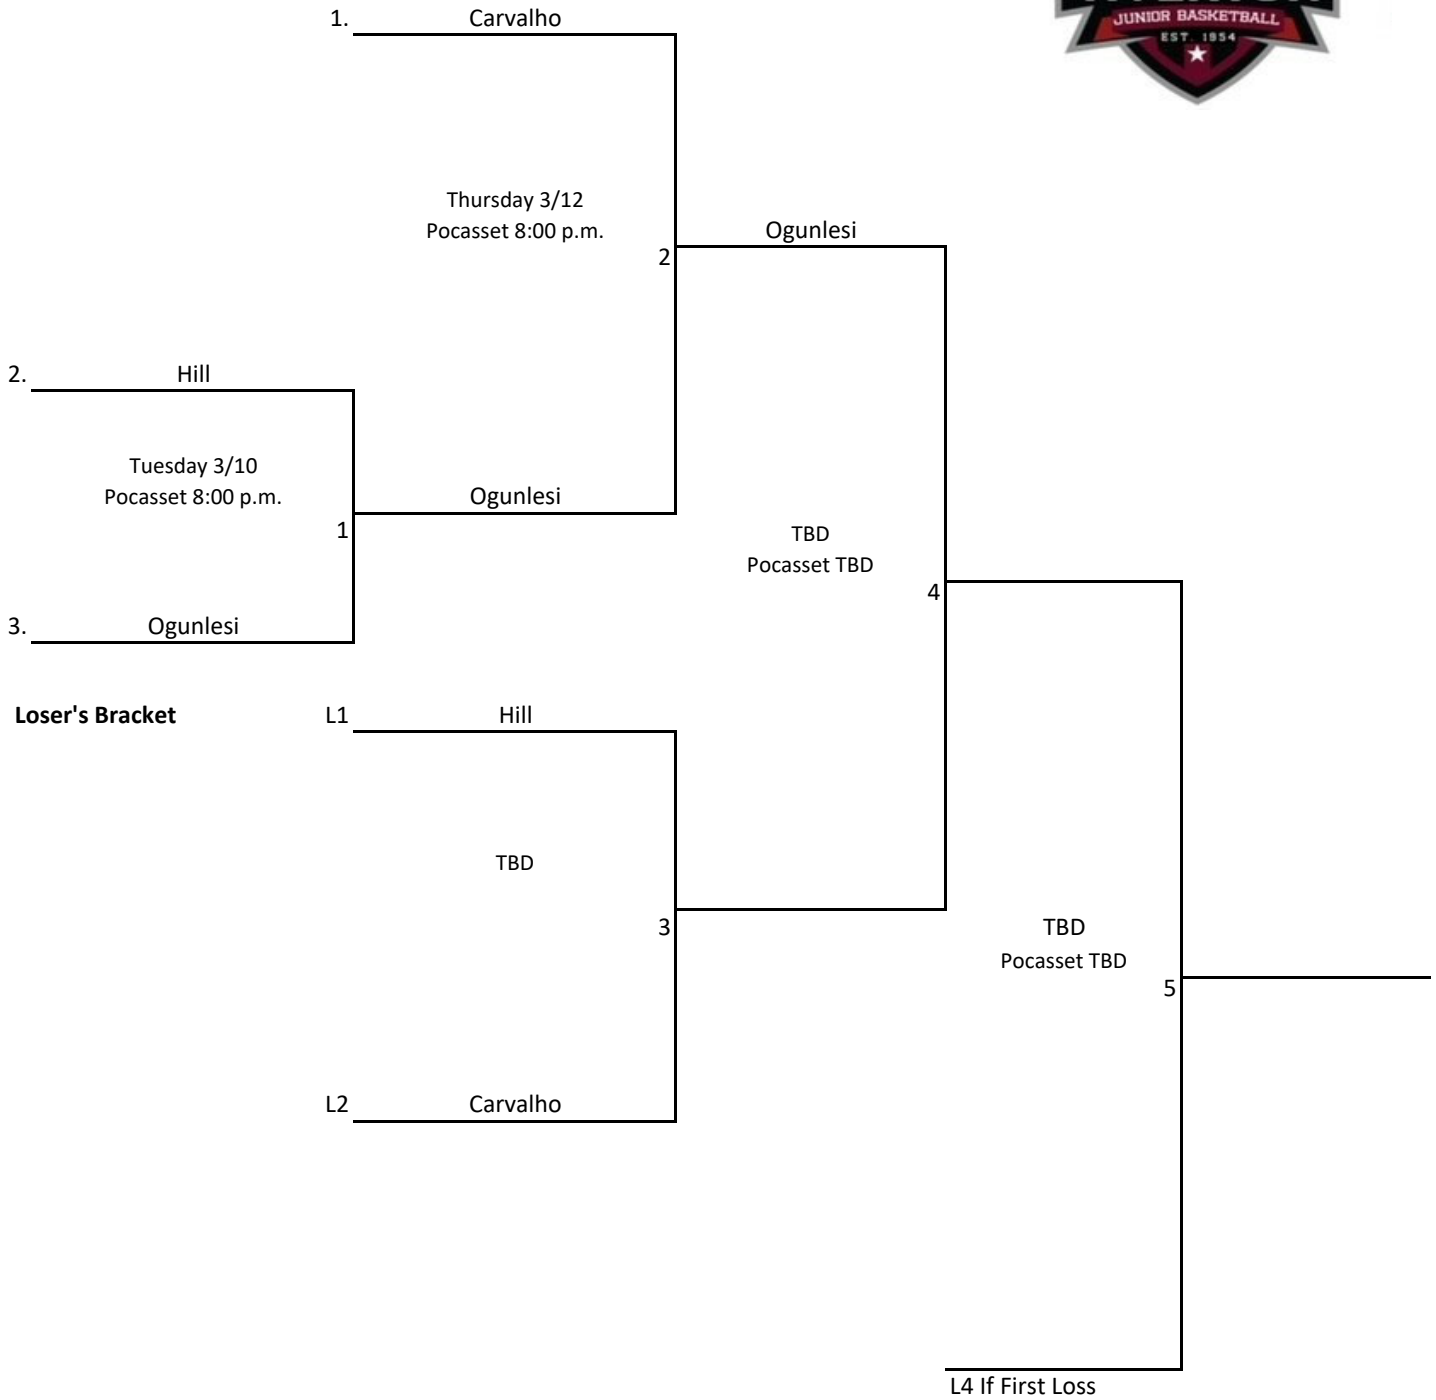 1. Carvalho
JUNIOR BASKETBALL
EST. 1954
Thursday 3/12
Pocasset 8:00 p.m.
2
Ogunlesi
2. Hill
Tuesday 3/10
Pocasset 8:00 p.m.
1
Ogunlesi
TBD
Pocasset TBD
4
3. Ogunlesi
Loser's Bracket
L1 Hill
TBD
3
TBD
Pocasset TBD
5
L2 Carvalho
L4 If First Loss